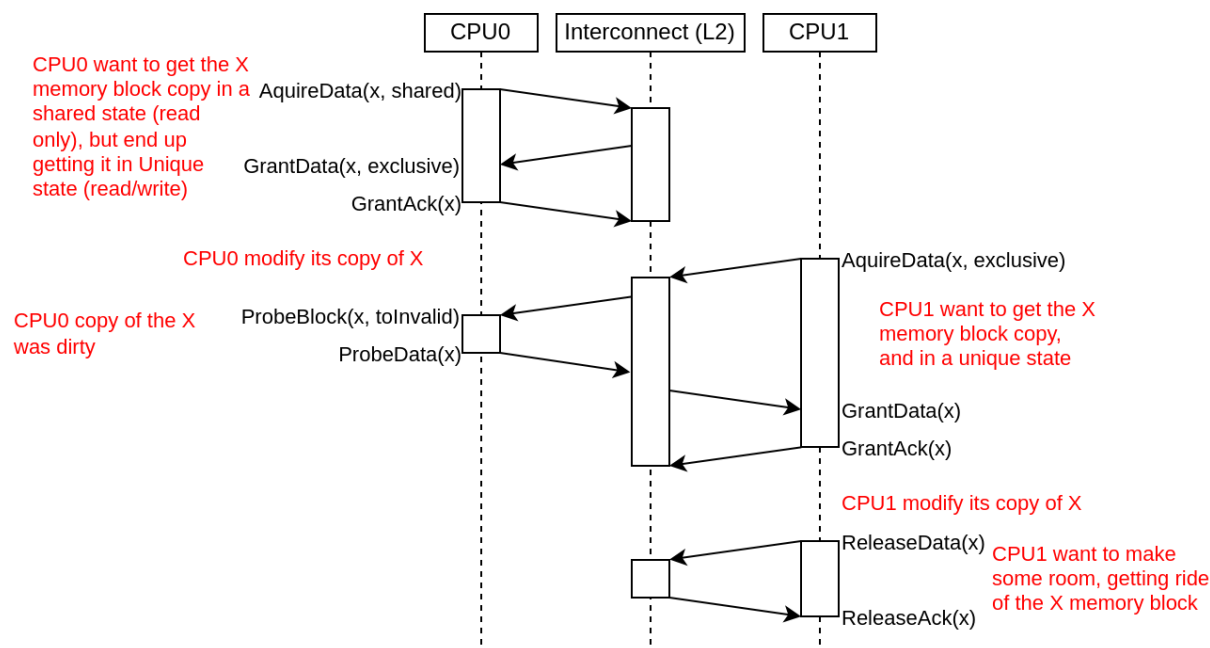 CPU0
Interconnect (L2)
CPU1
CPU0 want to get the X
memory block copy in a
shared state (read
only), but end up
getting it in Unique
state (read/write)
AquireData(x, shared)
GrantData(x, exclusive)
GrantAck(x)
CPU0 modify its copy of X
AquireData(x, exclusive)
CPU1 want to get the X
memory block copy,
and in a unique state
CPU0 copy of the X
was dirty
ProbeBlock(x, toInvalid)
ProbeData(x)
GrantData(x)
GrantAck(x)
CPU1 modify its copy of X
ReleaseData(x)
CPU1 want to make
some room, getting ride
of the X memory block
ReleaseAck(x)